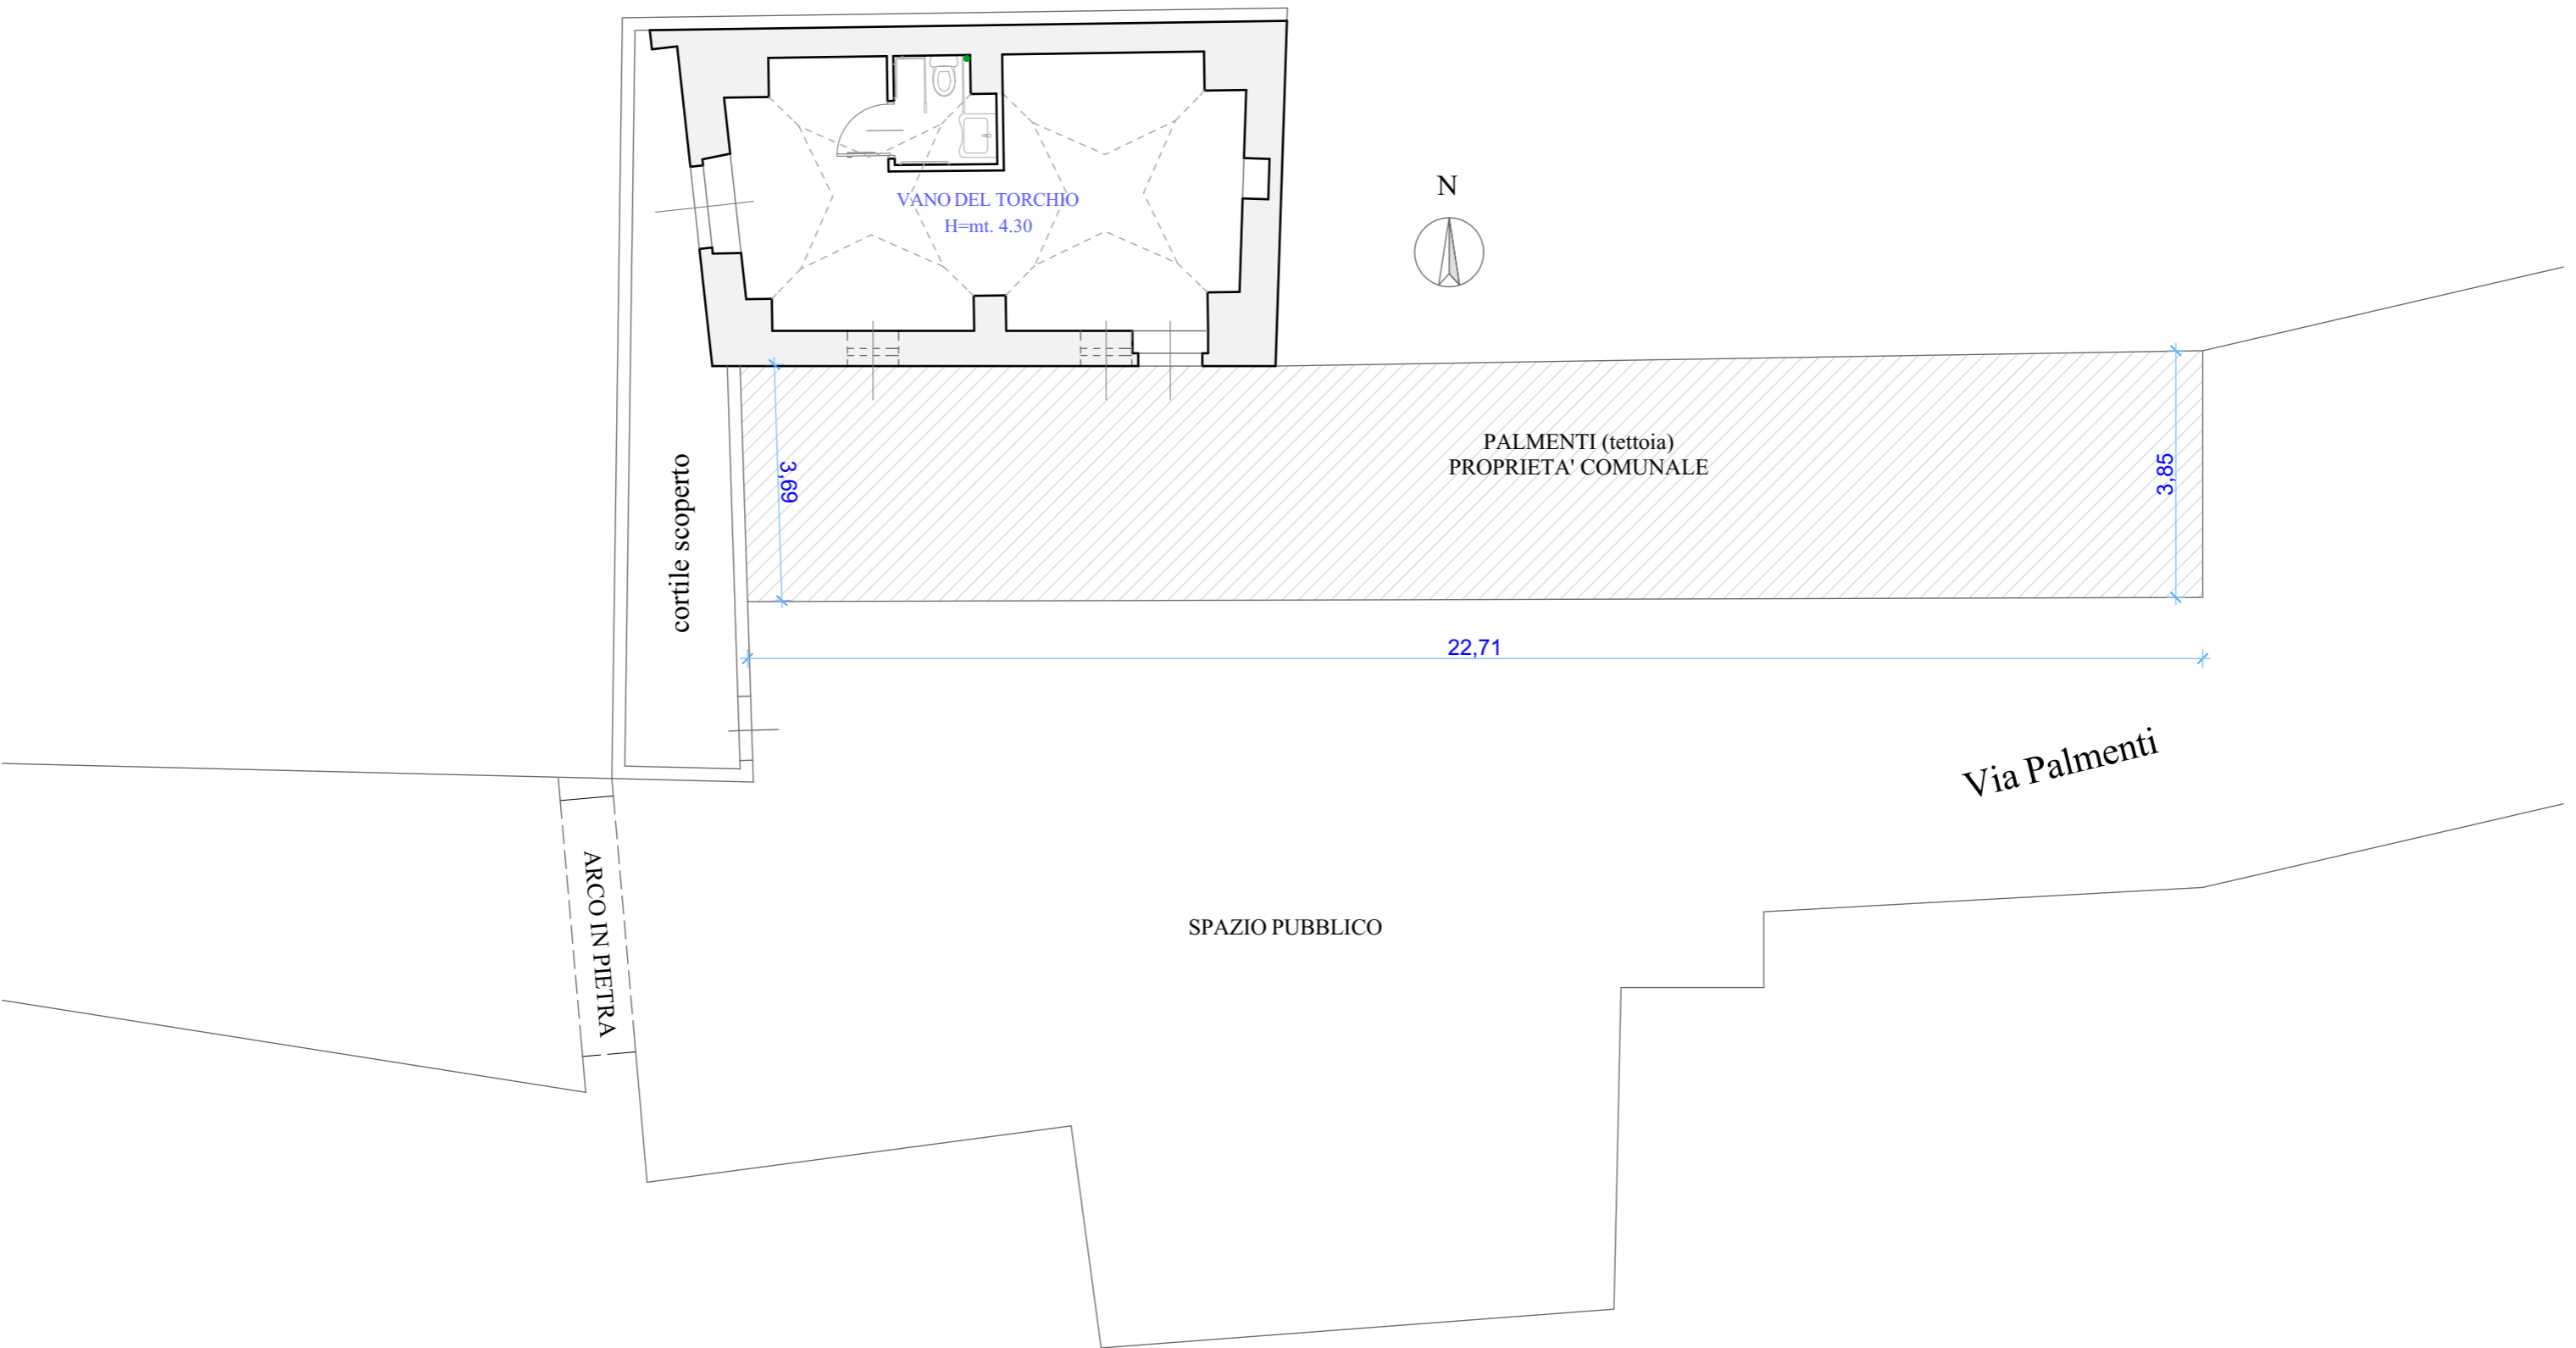 VANO DEL TORCHIO
H=mt. 4.30
N
PALMENTI (tettoia)
PROPRIETA' COMUNALE
3,69
3,85
cortile scoperto
22,71
Via Palmenti
ARCO IN PIETRA
SPAZIO PUBBLICO